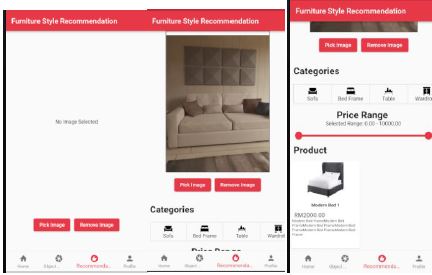 Furniture Style Recommendation
No Image Selected
Pick Image
Remove Image
Home
Object...
Recommenda...
Profile
Furniture Style Recommendation
Pick Image
Remove Image
Categories
Sofa
Bed Frame
Table
Wardro
Price Range
Home
Object...
Recommenda...
Profile
Furniture Style Recommendation
Pick Image
Remove Image
Categories
Sofa
Bed Frame
Table
Wardro
Price Range
Selected Range: 0.00 - 10000.00
Product
Modern Bed 1
RM2000.00
Modern Bed FrameModern Bed
FrameModern Bed FrameModern Bed
FrameModern Bed FrameModern Bed
Frame
Home
Object...
Recommenda...
Profile